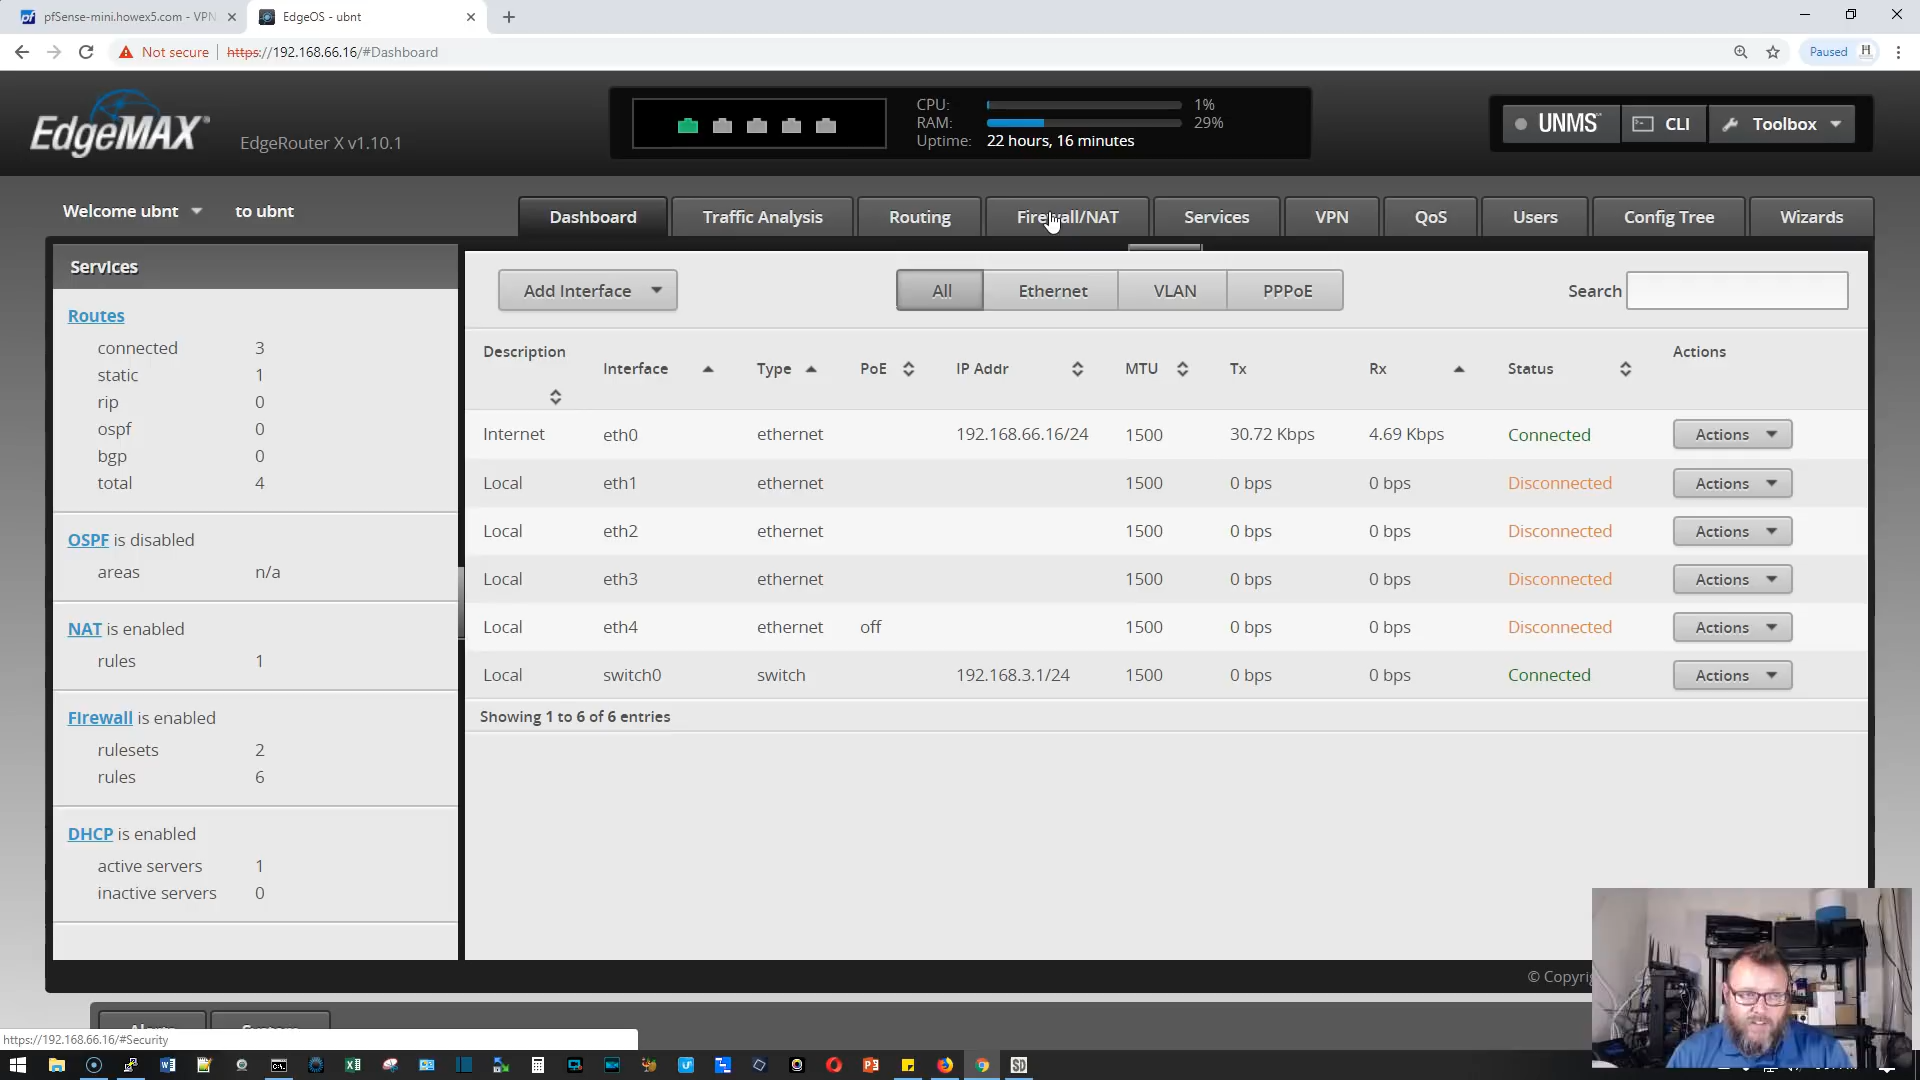 pfSense-mini.howex5.com - VPN
EdgeOS - ubnt
Not secure
https://192.168.66.16/#Dashboard
Paused
EdgeMAX
EdgeRouter X v1.10.1
CPU: 1%
RAM: 29%
Uptime: 22 hours, 16 minutes
UNMS
CLI
Toolbox
Welcome ubnt to ubnt
Dashboard
Traffic Analysis
Routing
Firewall/NAT
Services
VPN
QoS
Users
Config Tree
Wizards
Services
Routes
connected 3
static 1
rip 0
ospf 0
bgp 0
total 4
OSPF is disabled
areas n/a
NAT is enabled
rules 1
Firewall is enabled
rulesets 2
rules 6
DHCP is enabled
active servers 1
inactive servers 0
Add Interface
All
Ethernet
VLAN
PPPoE
Search
Description Interface Type PoE IP Addr MTU Tx Rx Status Actions
Internet eth0 ethernet 192.168.66.16/24 1500 30.72 Kbps 4.69 Kbps Connected Actions
Local eth1 ethernet 1500 0 bps 0 bps Disconnected Actions
Local eth2 ethernet 1500 0 bps 0 bps Disconnected Actions
Local eth3 ethernet 1500 0 bps 0 bps Disconnected Actions
Local eth4 ethernet off 1500 0 bps 0 bps Disconnected Actions
Local switch0 switch 192.168.3.1/24 1500 0 bps 0 bps Connected Actions
Showing 1 to 6 of 6 entries
Alerts
System
https://192.168.66.16/#Security